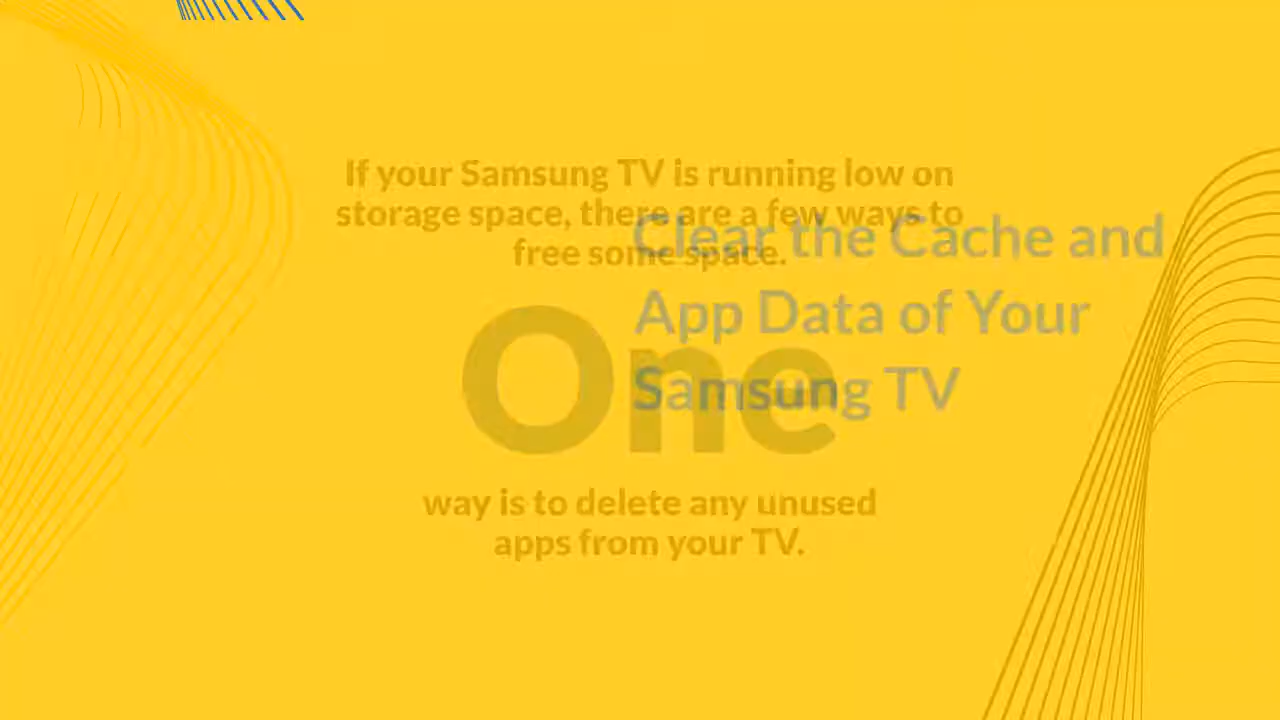 If your Samsung TV is running low on
storage space, there are a few ways to
free some space.
One
way is to delete any unused
apps from your TV.
Clear the Cache and
App Data of Your
Samsung TV